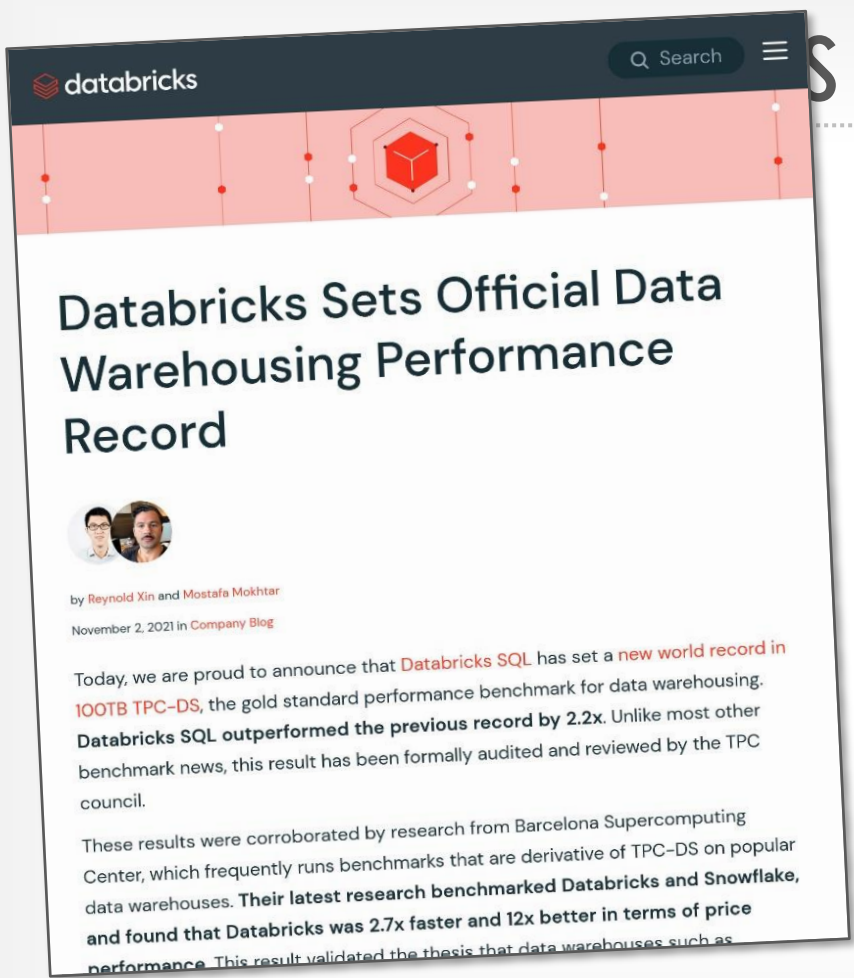 databricks
Search
S
Databricks Sets Official Data
Warehousing Performance
Record
by Reynold Xin and Mostafa Mokhtar
November 2, 2021 in Company Blog
Today, we are proud to announce that Databricks SQL has set a new world record in
100TB TPC-DS, the gold standard performance benchmark for data warehousing.
Databricks SQL outperformed the previous record by 2.2x. Unlike most other
benchmark news, this result has been formally audited and reviewed by the TPC
council.
These results were corroborated by research from Barcelona Supercomputing
Center, which frequently runs benchmarks that are derivative of TPC-DS on popular
data warehouses. Their latest research benchmarked Databricks and Snowflake,
and found that Databricks was 2.7x faster and 12x better in terms of price
performance. This result validated the thesis that data warehouses such as